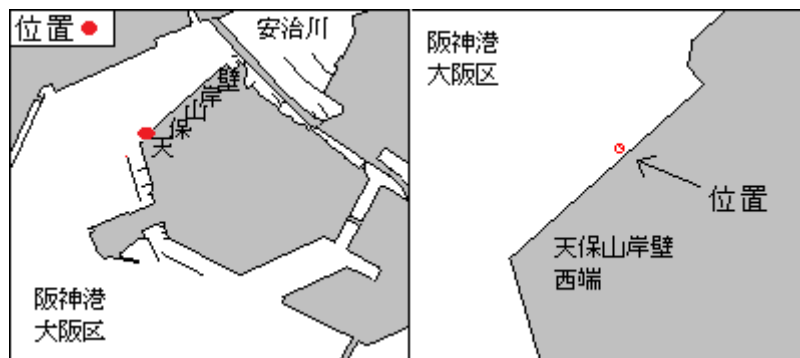 位置
安治川
天保山岸壁
阪神港
大阪区
阪神港
大阪区
位置
天保山岸壁
西端